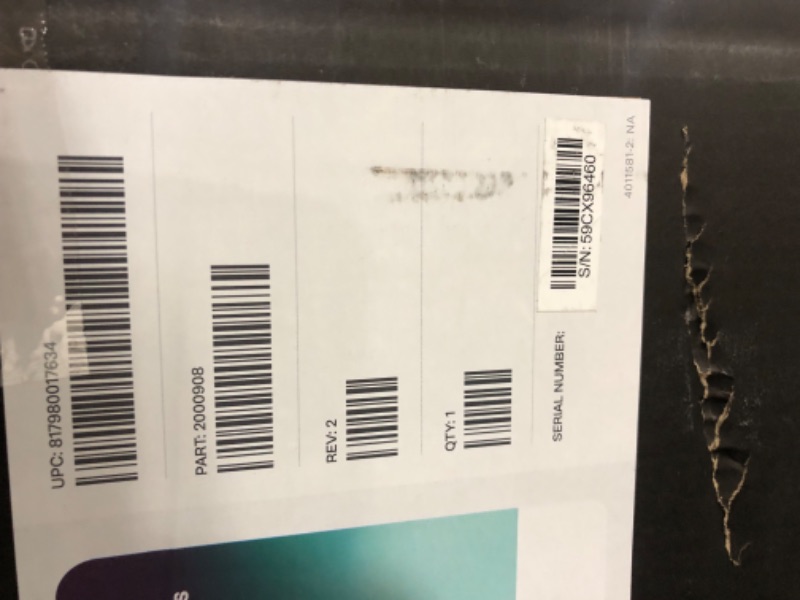 UPC: 817980017634
PART: 2000908
REV: 2
QTY: 1
SERIAL NUMBER:
S/N: 59CX96460
4011581-2: NA
S